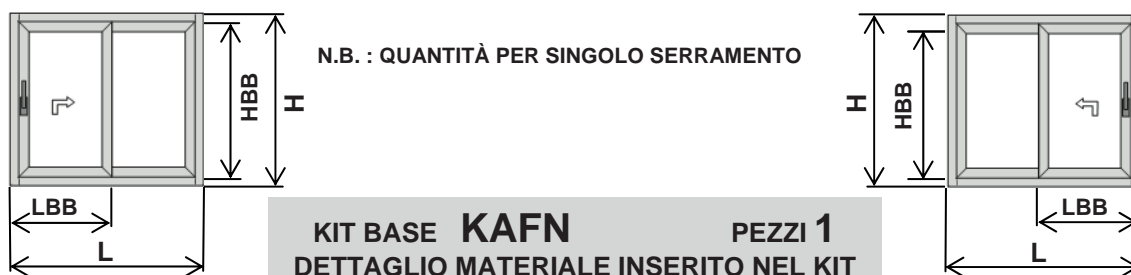 N.B. : QUANTITÀ PER SINGOLO SERRAMENTO
HBB
H
LBB
L
H
HBB
LBB
L
KIT BASE KAFN PEZZI 1
DETTAGLIO MATERIALE INSERITO NEL KIT